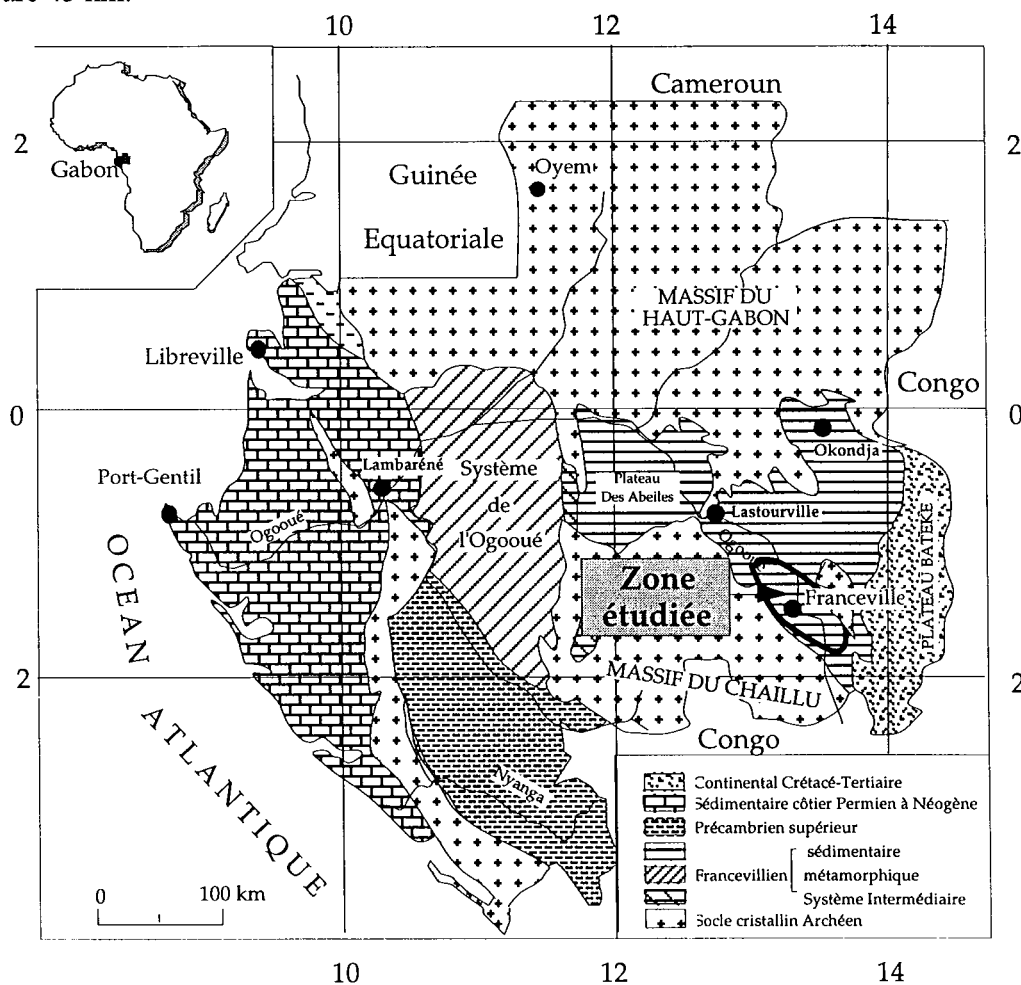 10
12
14
Cameroun
2
2
Gabon
Guinée
Equatoriale
Oyem
MASSIF DU
HAUT-GABON
Libreville
Congo
0
0
Okondja
Port-Gentil
Lambaréné
Système
de
l'Ogooué
Plateau
Des Abeilles
Lastourville
Ogooué
Zone
étudiée
Franceville
PLATEAU BATEKE
OCEAN
ATLANTIQUE
2
2
MASSIF DU CHAILLU
Congo
Nyanga
Continental Crétacé-Tertiaire
Sédimentaire côtier Permien à Néogène
Précambrien supérieur
Francevillien
sédimentaire
métamorphique
Système Intermédiaire
Socle cristallin Archéen
0
100 km
10
12
14